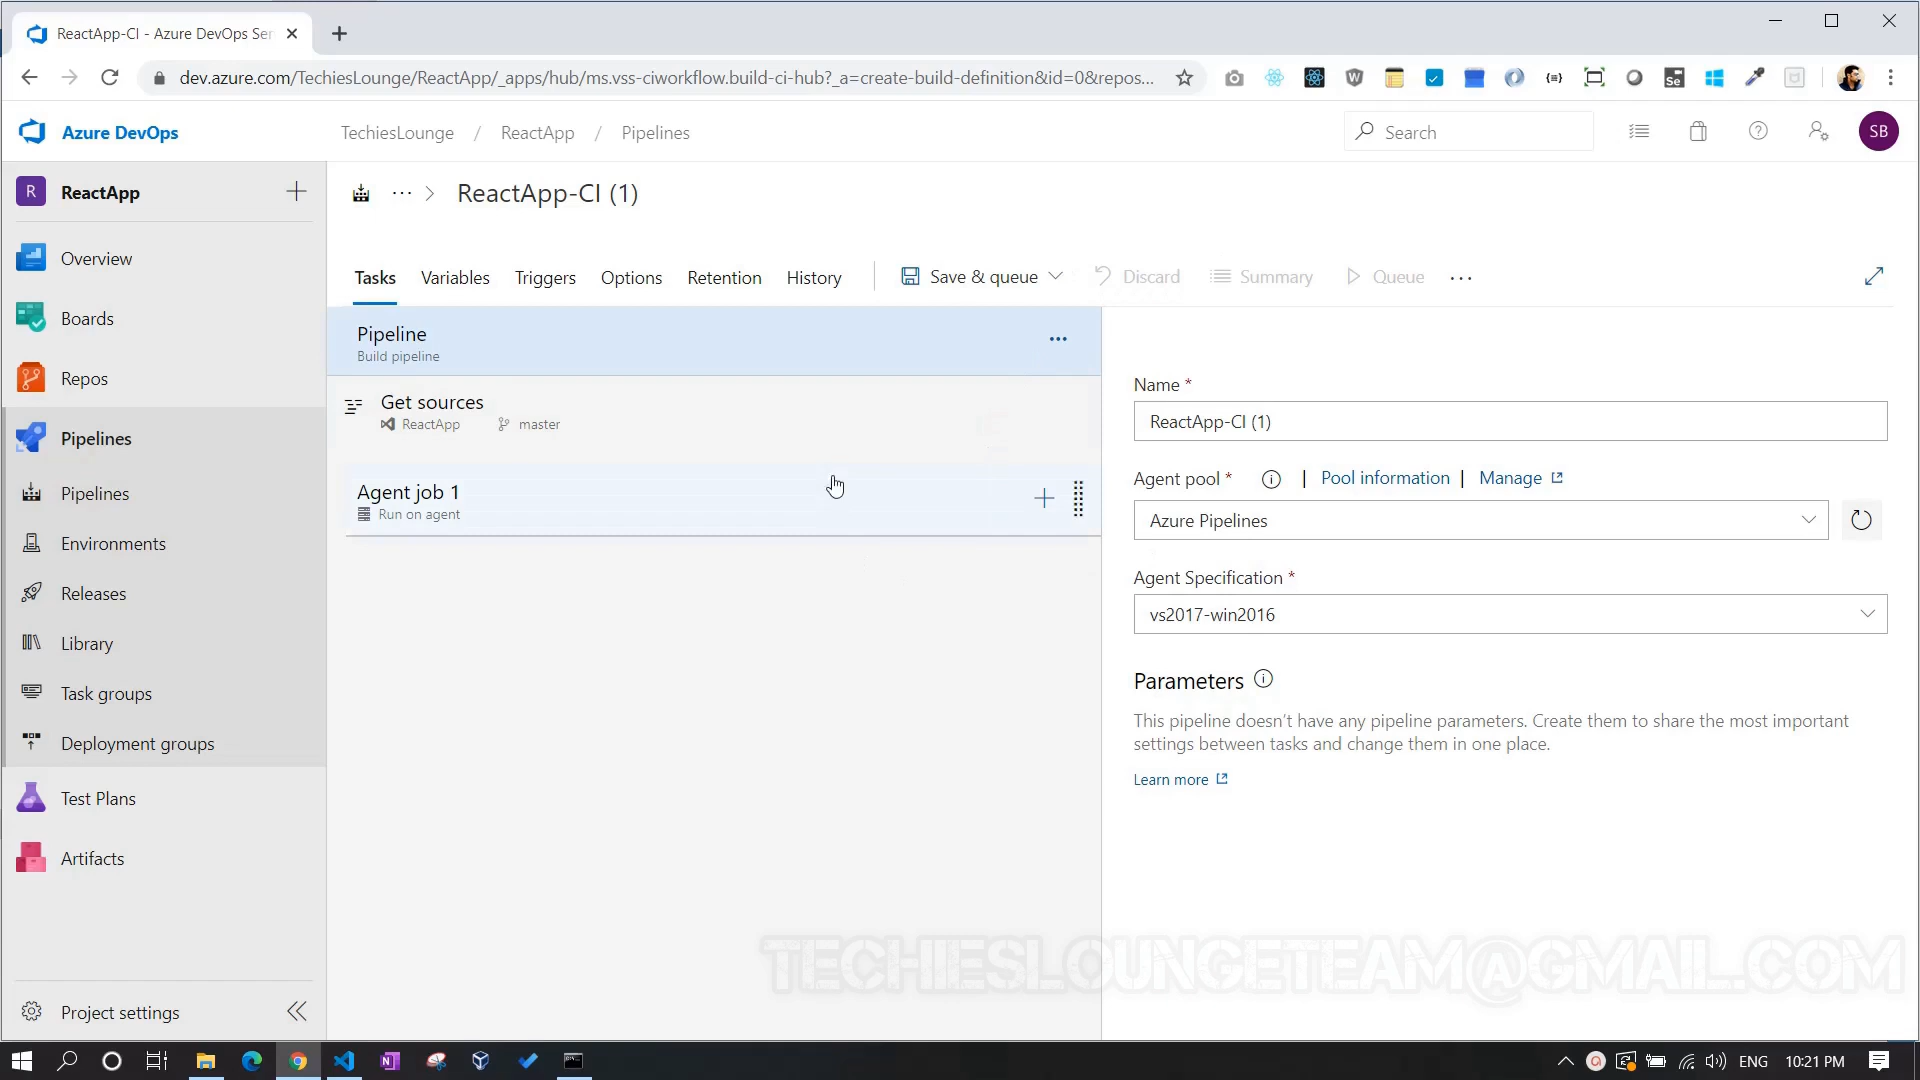 ReactApp-CI - Azure DevOps Ser
dev.azure.com/TechiesLounge/ReactApp/_apps/hub/ms.vss-ciworkflow.build-ci-hub?_a=create-build-definition&id=0&repos...
Azure DevOps
TechiesLounge / ReactApp / Pipelines
Search
SB
R ReactApp
ReactApp-CI (1)
Overview
Boards
Repos
Pipelines
Pipelines
Environments
Releases
Library
Task groups
Deployment groups
Test Plans
Artifacts
Project settings
Tasks Variables Triggers Options Retention History Save & queue Discard Summary Queue ...
Pipeline
Build pipeline
Get sources
ReactApp master
Agent job 1
Run on agent
Name *
ReactApp-CI (1)
Agent pool * | Pool information | Manage
Azure Pipelines
Agent Specification *
vs2017-win2016
Parameters
This pipeline doesn't have any pipeline parameters. Create them to share the most important
settings between tasks and change them in one place.
Learn more
TECHIESLOUNGETEAM@GMAIL.COM
ENG 10:21 PM